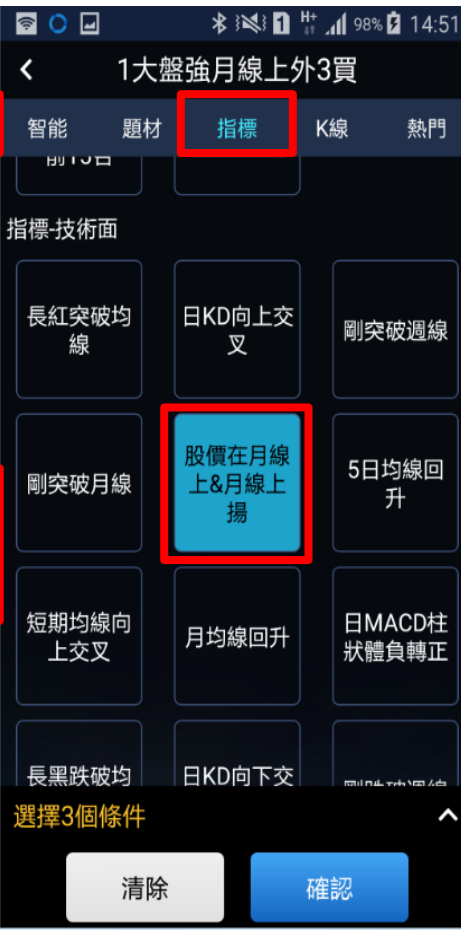 1 H+ 98% 14:51
1大盤強月線上外3買
智能 題材 指標 K線 熱門
前15名
指標-技術面
長紅突破均
線
日KD向上交
叉
剛突破週線
剛突破月線
股價在月線
上&月線上
揚
5日均線回
升
短期均線向
上交叉
月均線回升
日MACD柱
狀體負轉正
長黑跌破均
日KD向下交
選擇3個條件
清除 確認